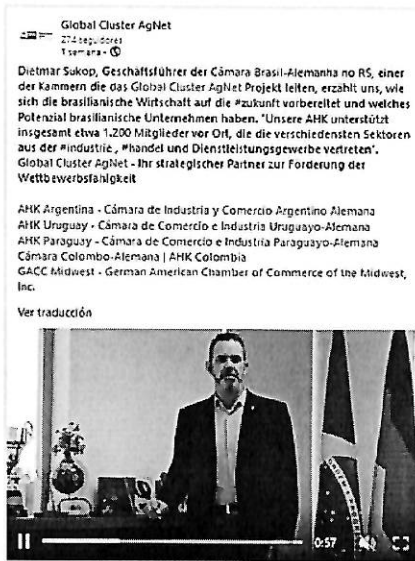 Global Cluster AgNet
274 seguidores
1 semana •
Dietmar Sukop, Geschäftsführer der Câmara Brasil-Alemanha no RS, einer
der Kammern die das Global Cluster AgNet Projekt leiten, erzählt uns, wie
sich die brasilianische Wirtschaft auf die #zukunft vorbereitet und welches
Potenzial brasilianische Unternehmen haben. "Unsere AHK unterstützt
insgesamt etwa 1.200 Mitglieder vor Ort, die die verschiedensten Sektoren
aus der #industrie, #handel und Dienstleistungsgewerbe vertreten".
Global Cluster AgNet - Ihr strategischer Partner zur Förderung der
Wettbewerbsfähigkeit
AHK Argentina - Cámara de Industria y Comercio Argentino Alemana
AHK Uruguay - Cámara de Comercio e Industria Uruguayo-Alemana
AHK Paraguay - Cámara de Comercio e Industria Paraguayo-Alemana
Cámara Colombo-Alemana | AHK Colombia
GACC Midwest - German American Chamber of Commerce of the Midwest,
Inc.
Ver traducción
0:57